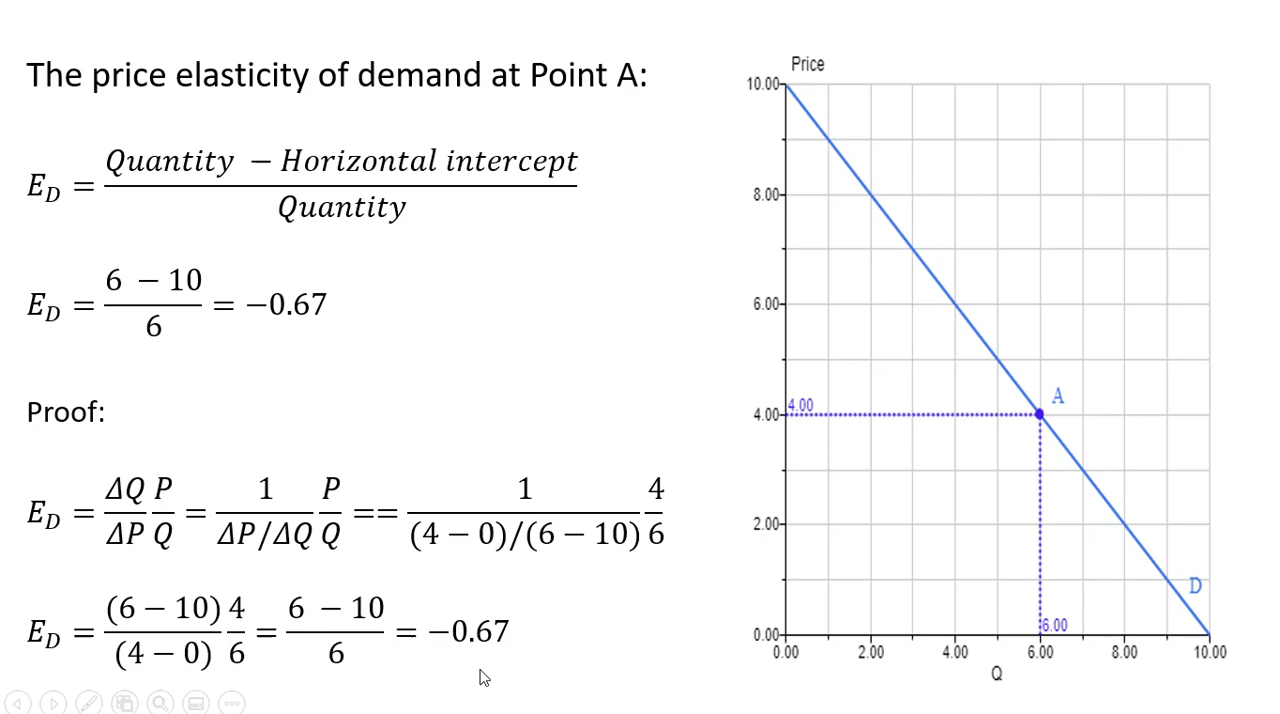 The price elasticity of demand at Point A:
E_D = (Quantity − Horizontal intercept) / Quantity
E_D = (6 − 10) / 6 = −0.67
Proof:
E_D = ΔQ/ΔP P/Q = 1/(ΔP/ΔQ) P/Q == 1/((4 − 0)/(6 − 10)) 4/6
E_D = (6 − 10)/(4 − 0) 4/6 = (6 − 10)/6 = −0.67
Price
10.00
8.00
6.00
4.00
2.00
0.00
4.00
A
D
6.00
0.00 2.00 4.00 6.00 8.00 10.00
Q